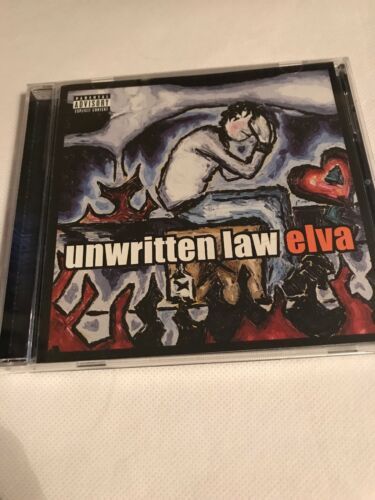 PARENTAL
ADVISORY
EXPLICIT CONTENT
unwritten law elva